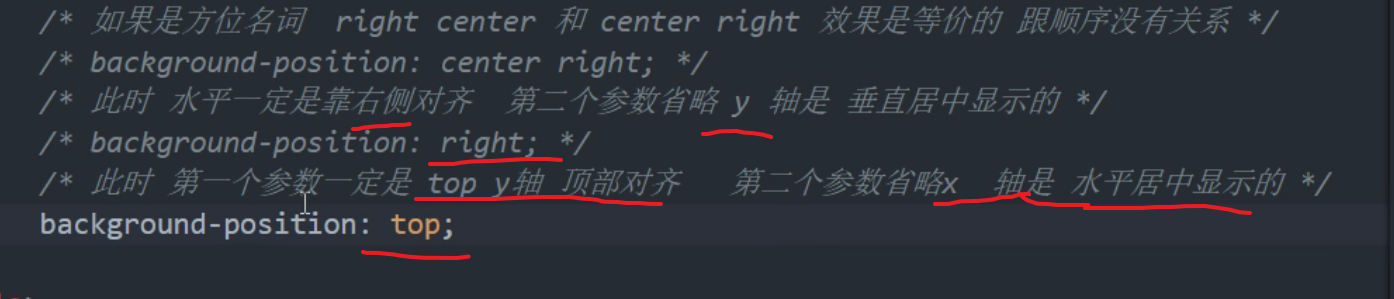 /* 如果是方位名词  right center 和 center right 效果是等价的 跟顺序没有关系 */
/* background-position: center right; */
/* 此时 水平一定是靠右侧对齐  第二个参数省略 y 轴是 垂直居中显示的 */
/* background-position: right; */
/* 此时 第一个参数一定是 top y轴 顶部对齐   第二个参数省略x  轴是 水平居中显示的 */
background-position: top;